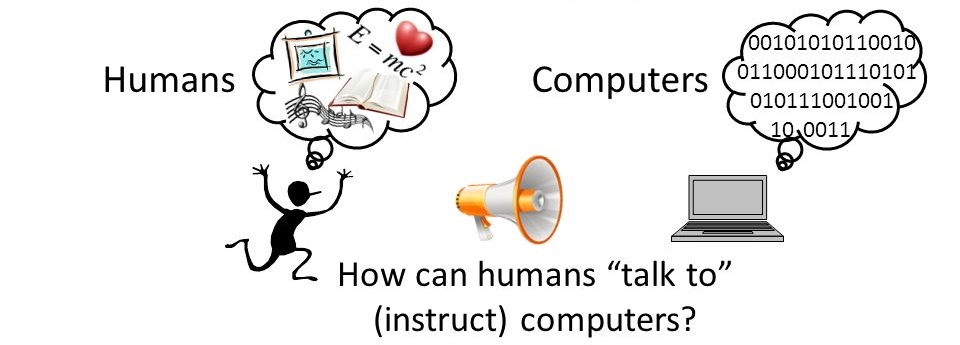 Humans
E = mc²
Computers
00101010110010
011000101110101
010111001001
10 0011
How can humans “talk to”
(instruct) computers?